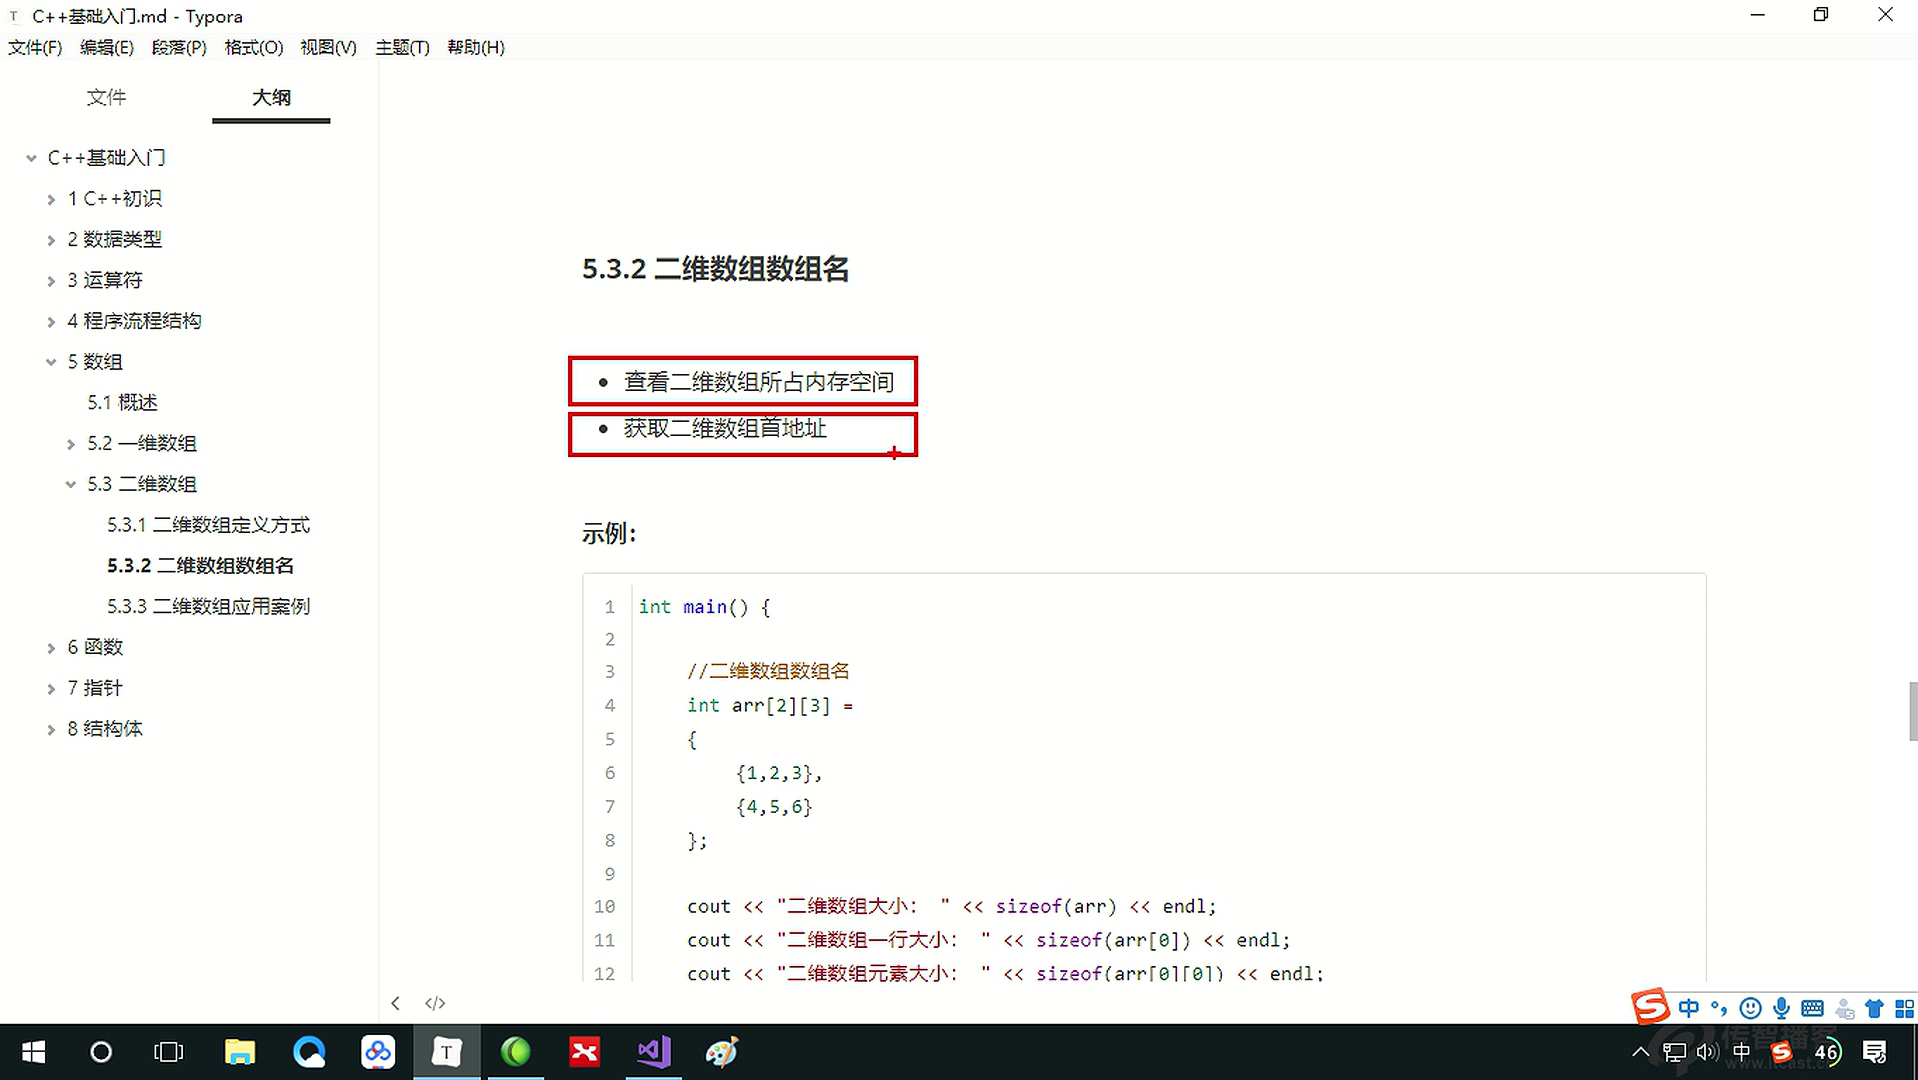 C++基础入门.md - Typora
文件(F) 编辑(E) 段落(P) 格式(O) 视图(V) 主题(T) 帮助(H)
文件 大纲
C++基础入门
1 C++初识
2 数据类型
3 运算符
4 程序流程结构
5 数组
5.1 概述
5.2 一维数组
5.3 二维数组
5.3.1 二维数组定义方式
5.3.2 二维数组数组名
5.3.3 二维数组应用案例
6 函数
7 指针
8 结构体
5.3.2 二维数组数组名
查看二维数组所占内存空间
获取二维数组首地址
示例：
1 int main() {
2
3 //二维数组数组名
4 int arr[2][3] =
5 {
6 {1,2,3},
7 {4,5,6}
8 };
9
10 cout << "二维数组大小： " << sizeof(arr) << endl;
11 cout << "二维数组一行大小： " << sizeof(arr[0]) << endl;
12 cout << "二维数组元素大小： " << sizeof(arr[0][0]) << endl;
</> 
中
传智播客
中 46
www.itcast.c